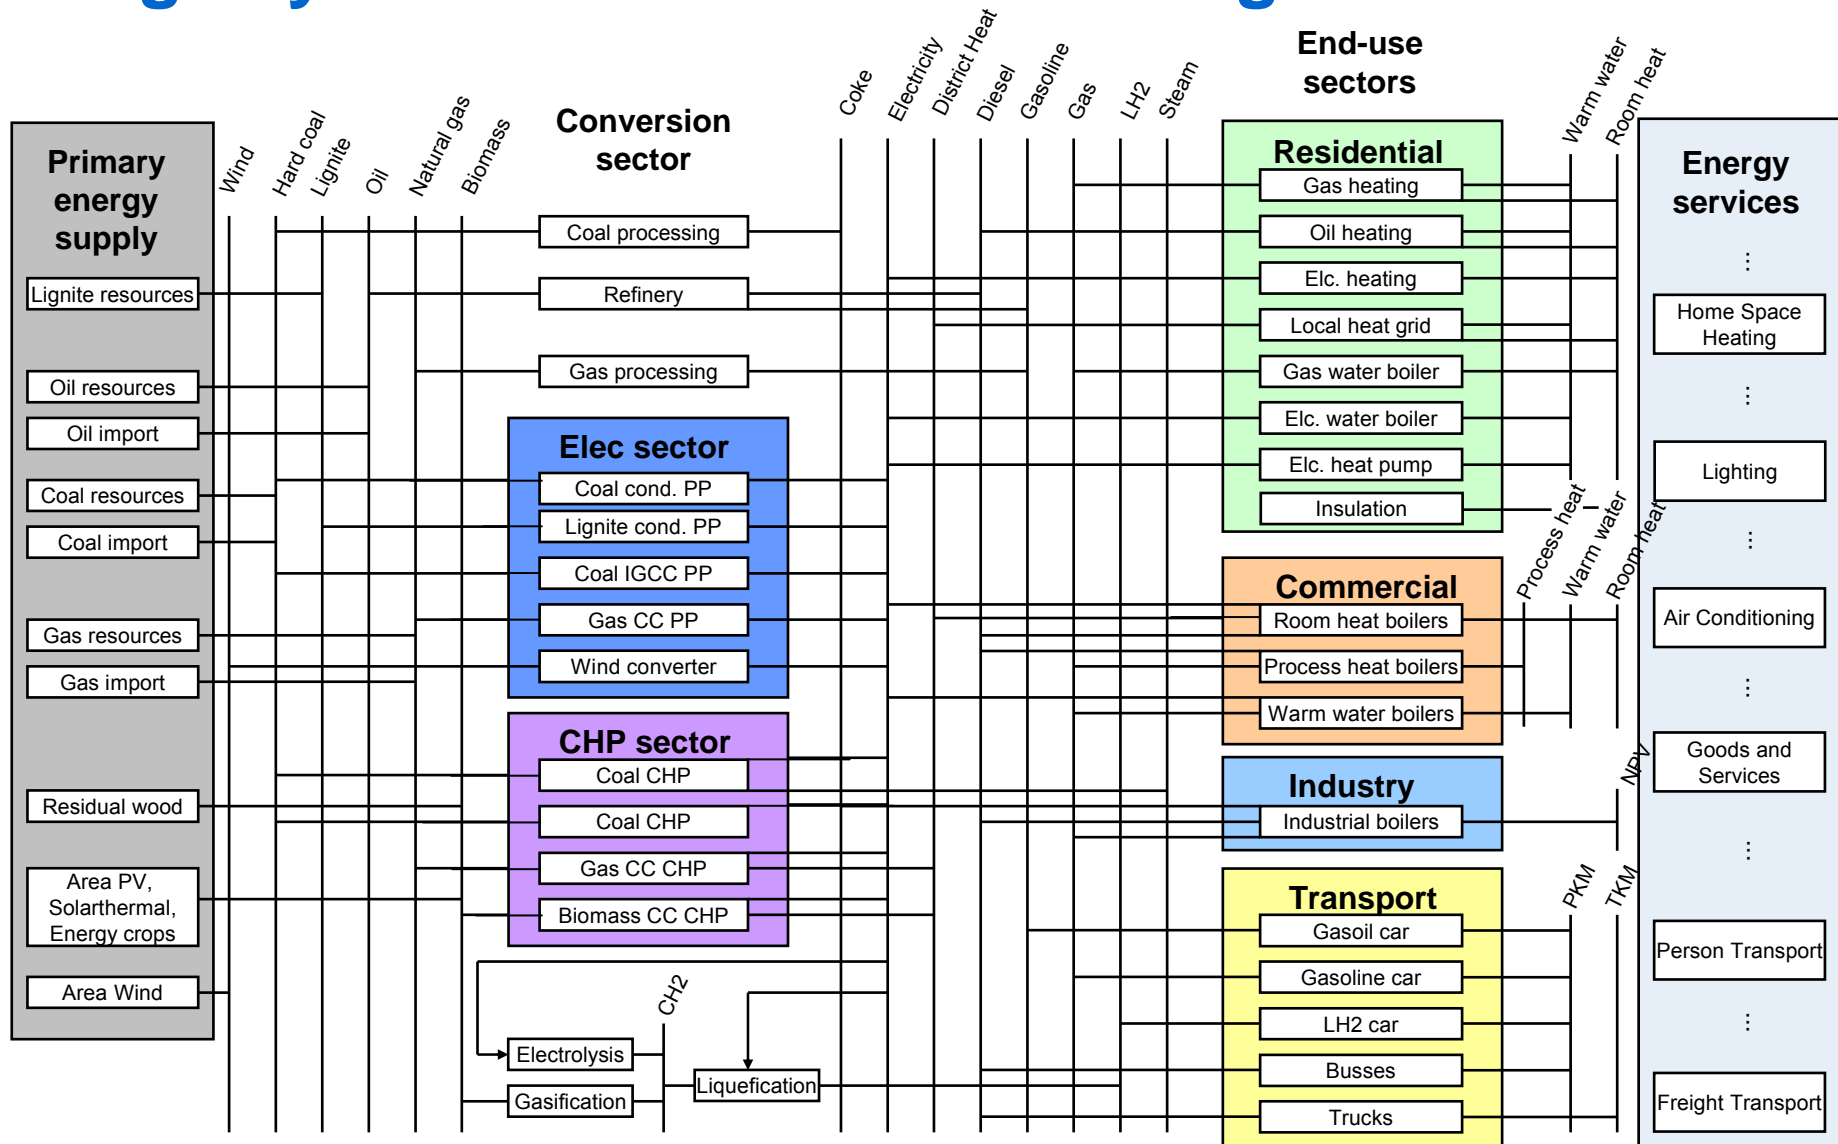 Primary
energy
supply
Lignite resources
Oil resources
Oil import
Coal resources
Coal import
Gas resources
Gas import
Residual wood
Area PV,
Solarthermal,
Energy crops
Area Wind
Wind
Hard coal
Lignite
Oil
Natural gas
Biomass
Conversion
sector
Coal processing
Refinery
Gas processing
Elec sector
Coal cond. PP
Lignite cond. PP
Coal IGCC PP
Gas CC PP
Wind converter
CHP sector
Coal CHP
Coal CHP
Gas CC CHP
Biomass CC CHP
CH2
Electrolysis
Gasification
Liquefication
Coke
Electricity
District Heat
Diesel
Gasoline
Gas
LH2
Steam
End-use
sectors
Residential
Gas heating
Oil heating
Elc. heating
Local heat grid
Gas water boiler
Elc. water boiler
Elc. heat pump
Insulation
Commercial
Room heat boilers
Process heat boilers
Warm water boilers
Industry
Industrial boilers
Transport
Gasoil car
Gasoline car
LH2 car
Busses
Trucks
Warm water
Room heat
Process heat
Warm water
Room heat
NPV
PKM
TKM
Energy
services
...
Home Space
Heating
...
Lighting
...
Air Conditioning
...
Goods and
Services
...
Person Transport
...
Freight Transport